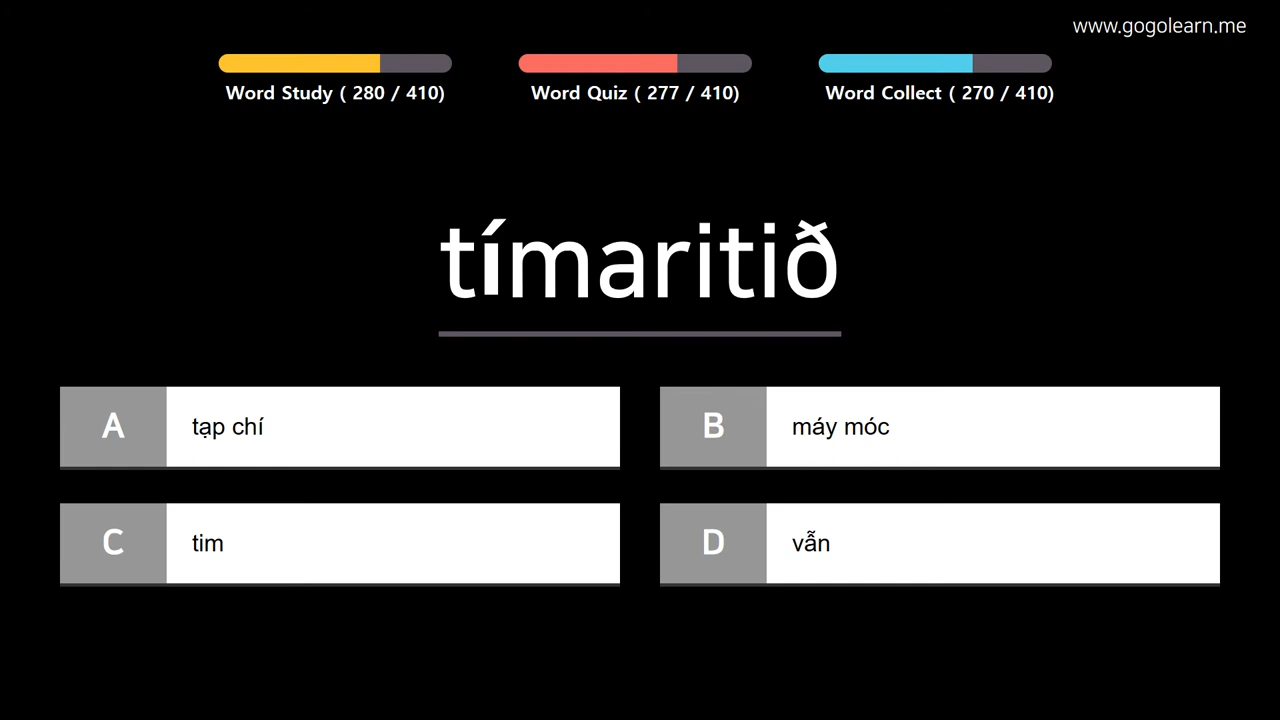 www.gogolearn.me
Word Study ( 280 / 410)
Word Quiz ( 277 / 410)
Word Collect ( 270 / 410)
tímaritið
A tạp chí
B máy móc
C tim
D vẫn